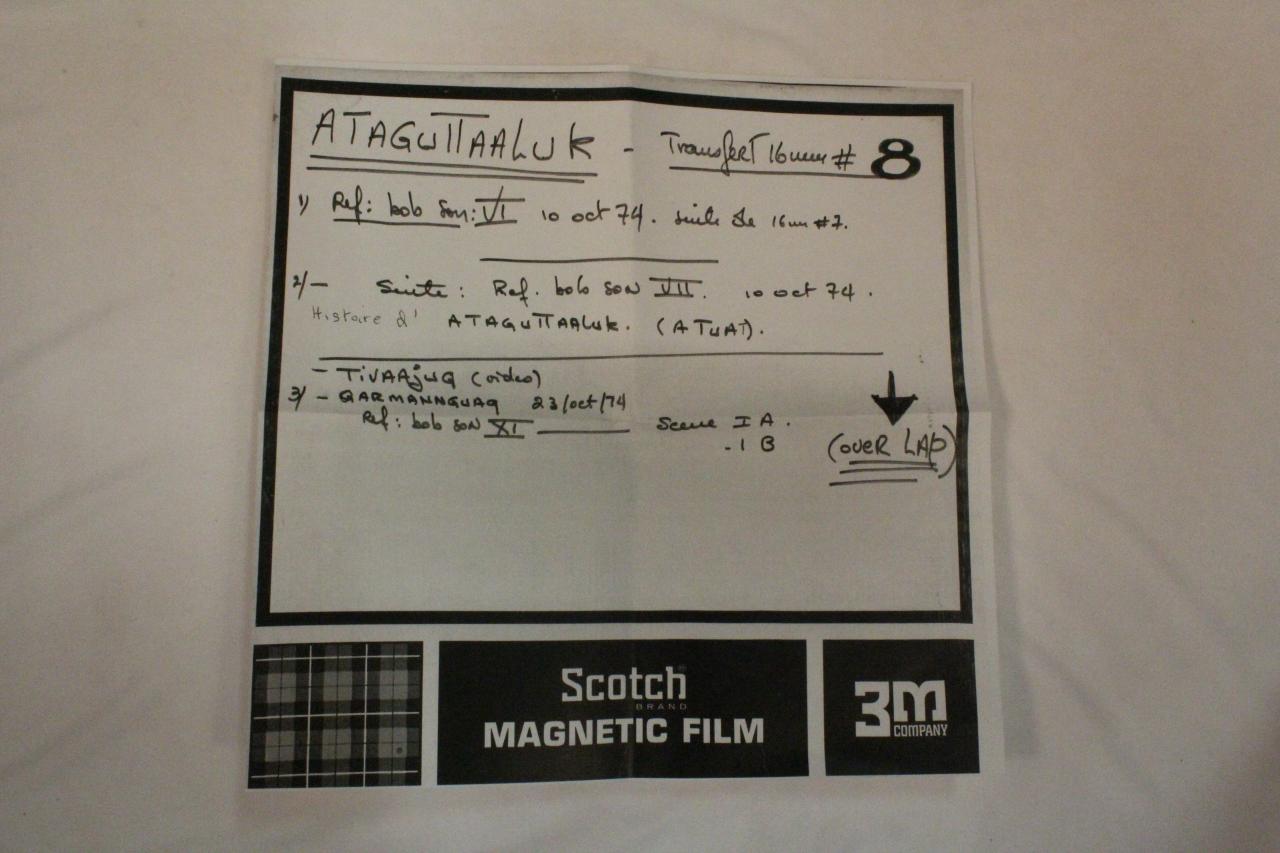 ATAGUTTAALUK - Transfert 16mm # 8
1) Ref: bob son: VI 10 oct 74. suite de 16mm #7.
2/- Suite: Ref. bob son VII. 10 oct 74.
Histoire d' ATAGUTTAALUK. (ATUAT).
- TIVAAjUQ (video)
3/ - QARMANNGUAQ 23/oct/74
Ref: bob son XI Scene I A.
- 1 B
(OVER LAP)
Scotch
BRAND
MAGNETIC FILM
3M
COMPANY